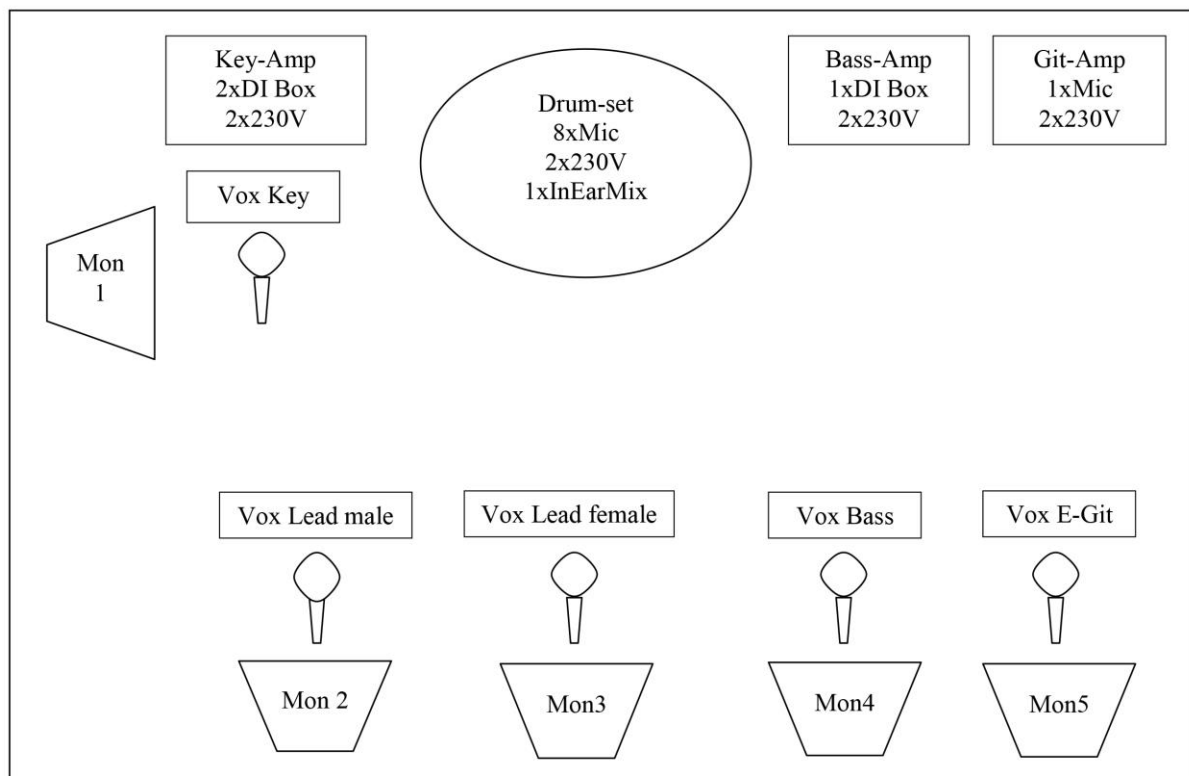 Key-Amp
2xDI Box
2x230V
Drum-set
8xMic
2x230V
1xInEarMix
Bass-Amp
1xDI Box
2x230V
Git-Amp
1xMic
2x230V
Vox Key
Mon
1
Vox Lead male
Vox Lead female
Vox Bass
Vox E-Git
Mon 2
Mon3
Mon4
Mon5